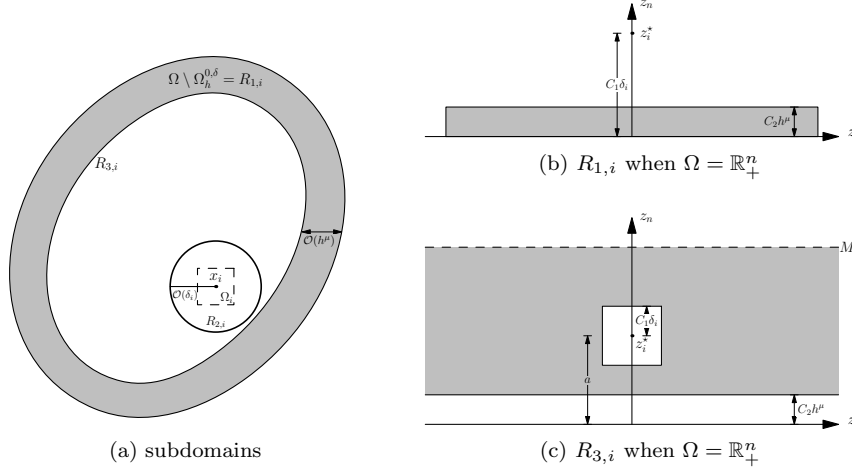 Ω \ Ω_h^{0,δ} = R_{1,i}
R_{3,i}
O(h^μ)
x_i
O(δ_i)
Ω_i
R_{2,i}
(a) subdomains
z_n
z_i^⋆
C_1δ_i
C_2h^μ
z
(b) R_{1,i} when Ω = ℝ_+^n
z_n
M
C_1δ_i
z_i^⋆
a
C_2h^μ
z
(c) R_{3,i} when Ω = ℝ_+^n